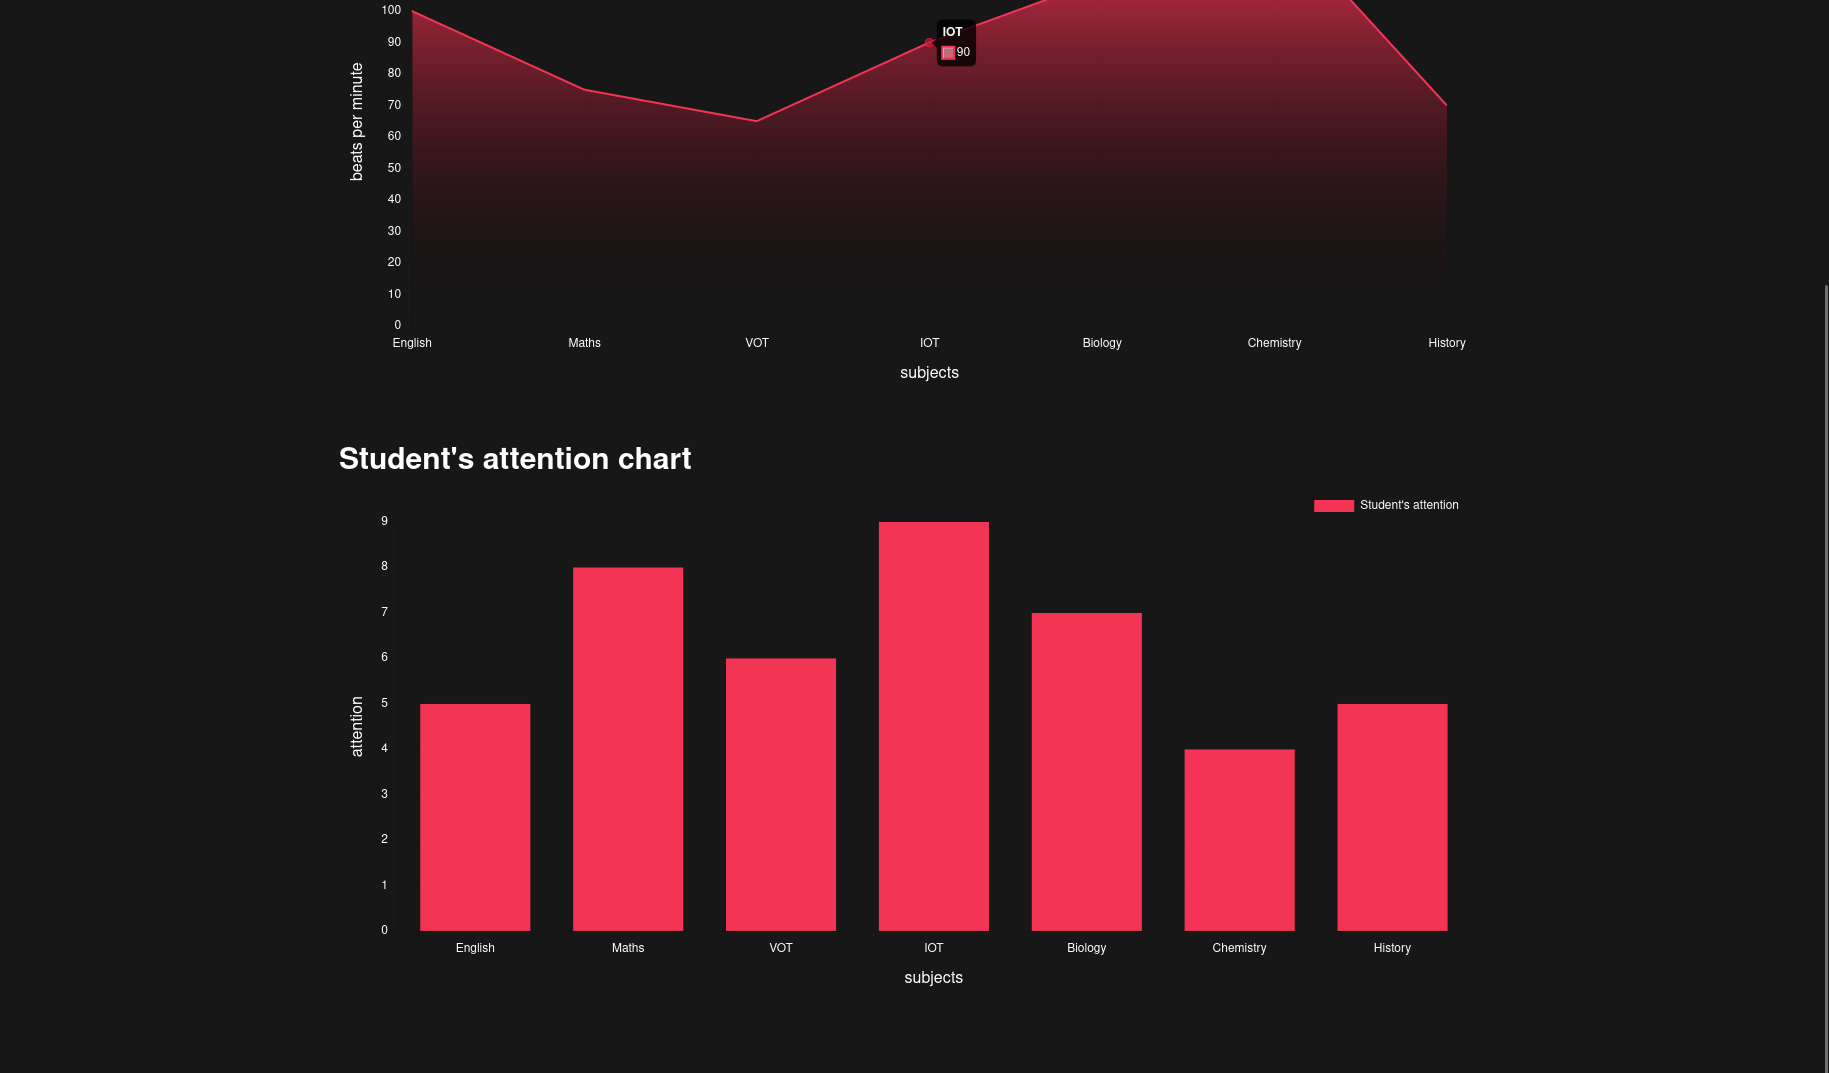 100
90
80
70
60
50
40
30
20
10
0
beats per minute
IOT
90
English Maths VOT IOT Biology Chemistry History
subjects
Student's attention chart
Student's attention
9
8
7
6
5
4
3
2
1
0
attention
English Maths VOT IOT Biology Chemistry History
subjects